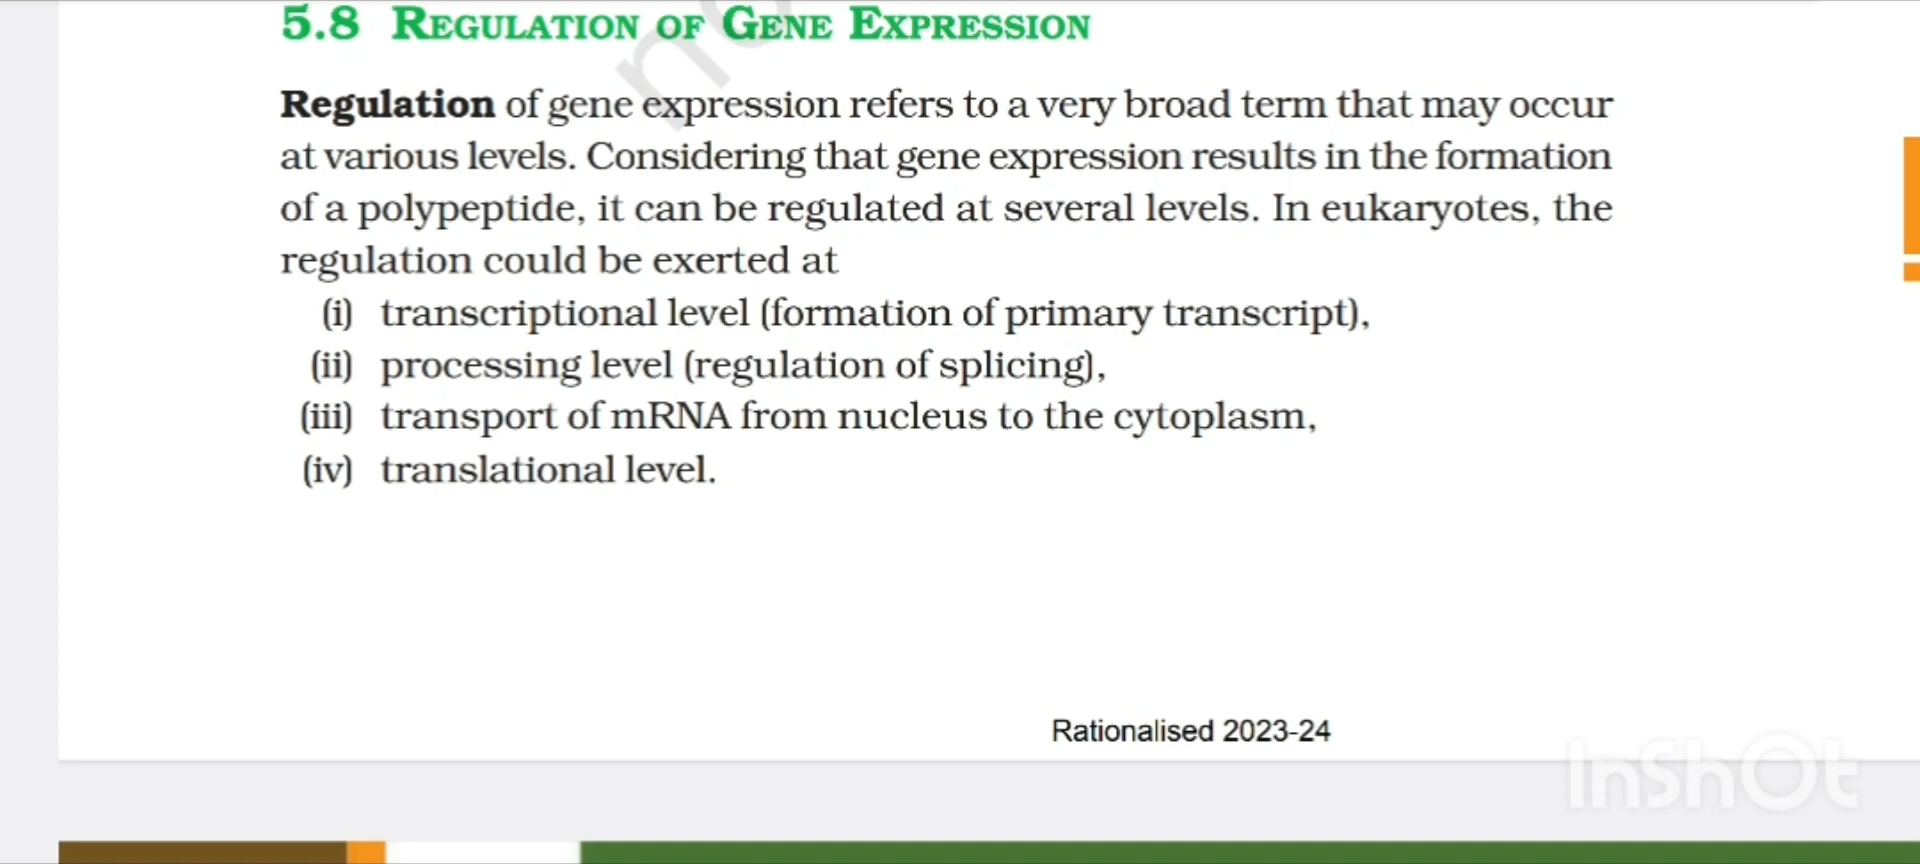 5.8 REGULATION OF GENE EXPRESSION
Regulation of gene expression refers to a very broad term that may occur
at various levels. Considering that gene expression results in the formation
of a polypeptide, it can be regulated at several levels. In eukaryotes, the
regulation could be exerted at
(i) transcriptional level (formation of primary transcript),
(ii) processing level (regulation of splicing),
(iii) transport of mRNA from nucleus to the cytoplasm,
(iv) translational level.
Rationalised 2023-24
InShOt